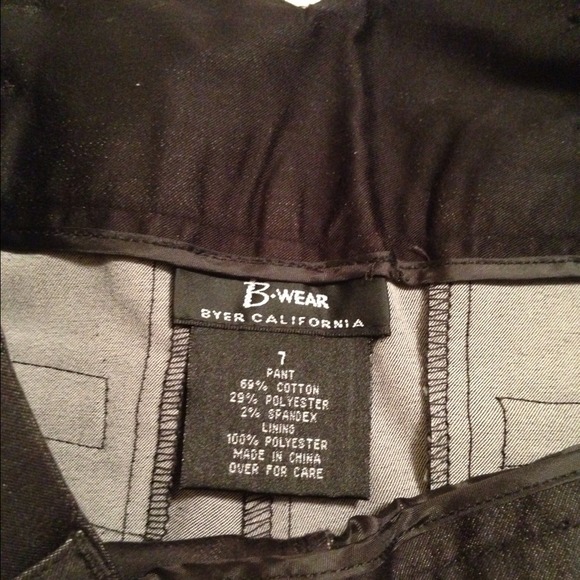 B•WEAR
BYER CALIFORNIA
7
PANT
69% COTTON
29% POLYESTER
2% SPANDEX
LINING
100% POLYESTER
MADE IN CHINA
OVER FOR CARE